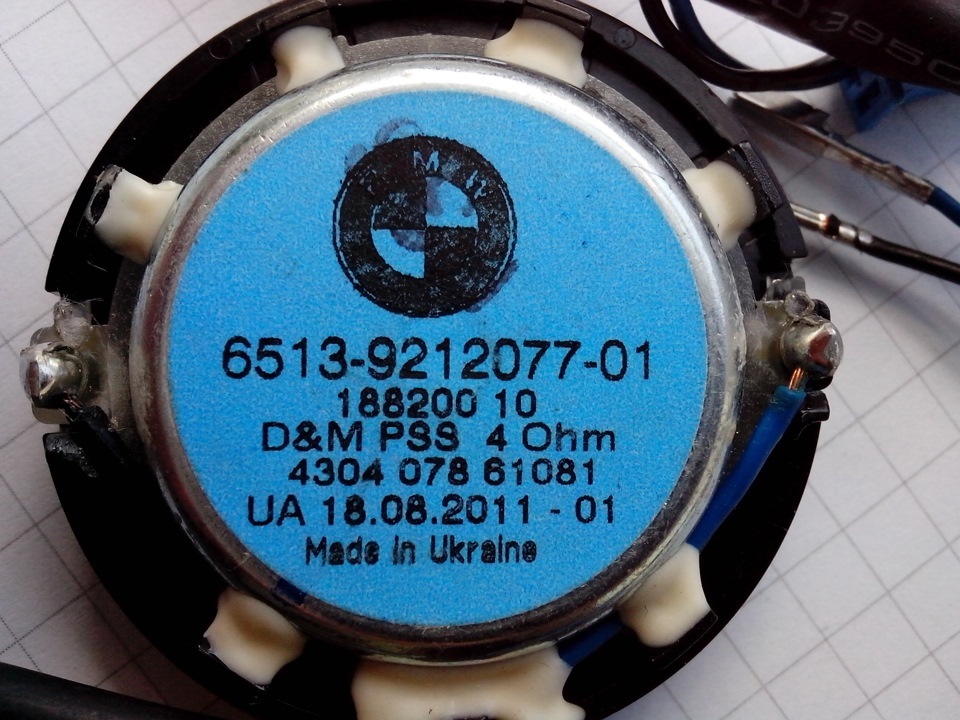 03950
BMW
6513-9212077-01
188200 10
D&M PSS 4 Ohm
4304 078 61081
UA 18.08.2011 - 01
Made in Ukraine